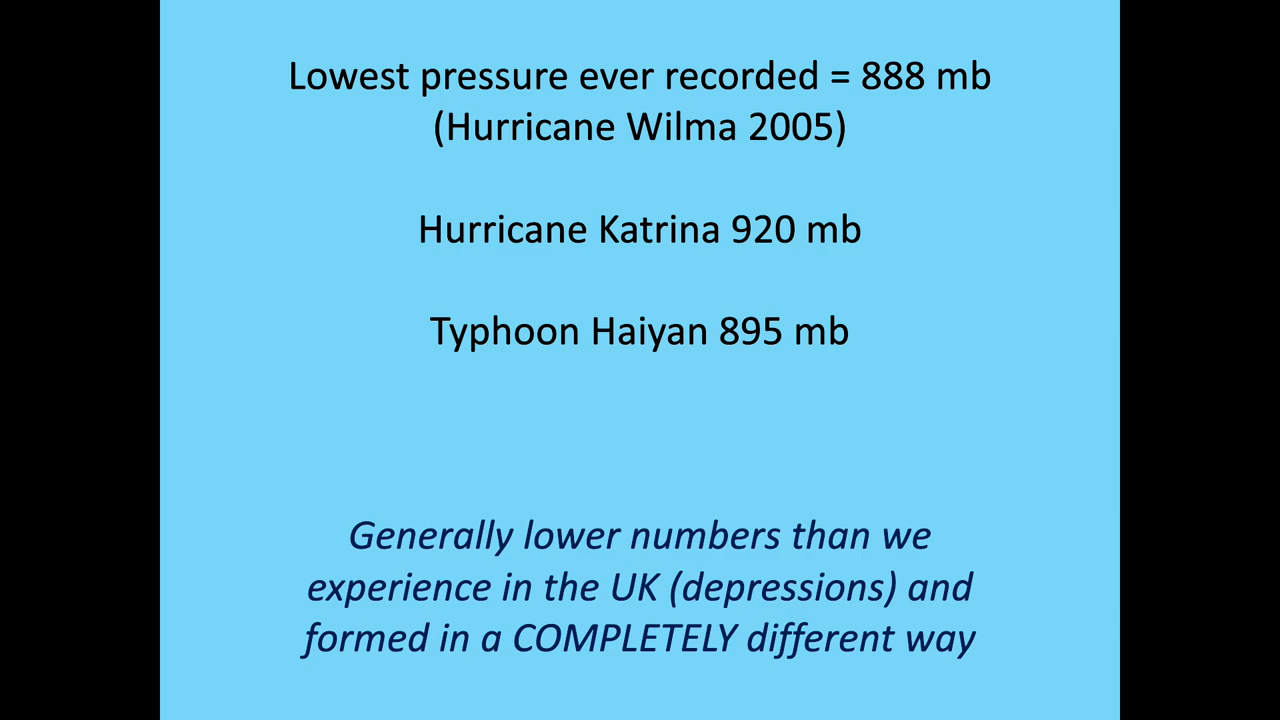 Lowest pressure ever recorded = 888 mb
(Hurricane Wilma 2005)
Hurricane Katrina 920 mb
Typhoon Haiyan 895 mb
Generally lower numbers than we
experience in the UK (depressions) and
formed in a COMPLETELY different way